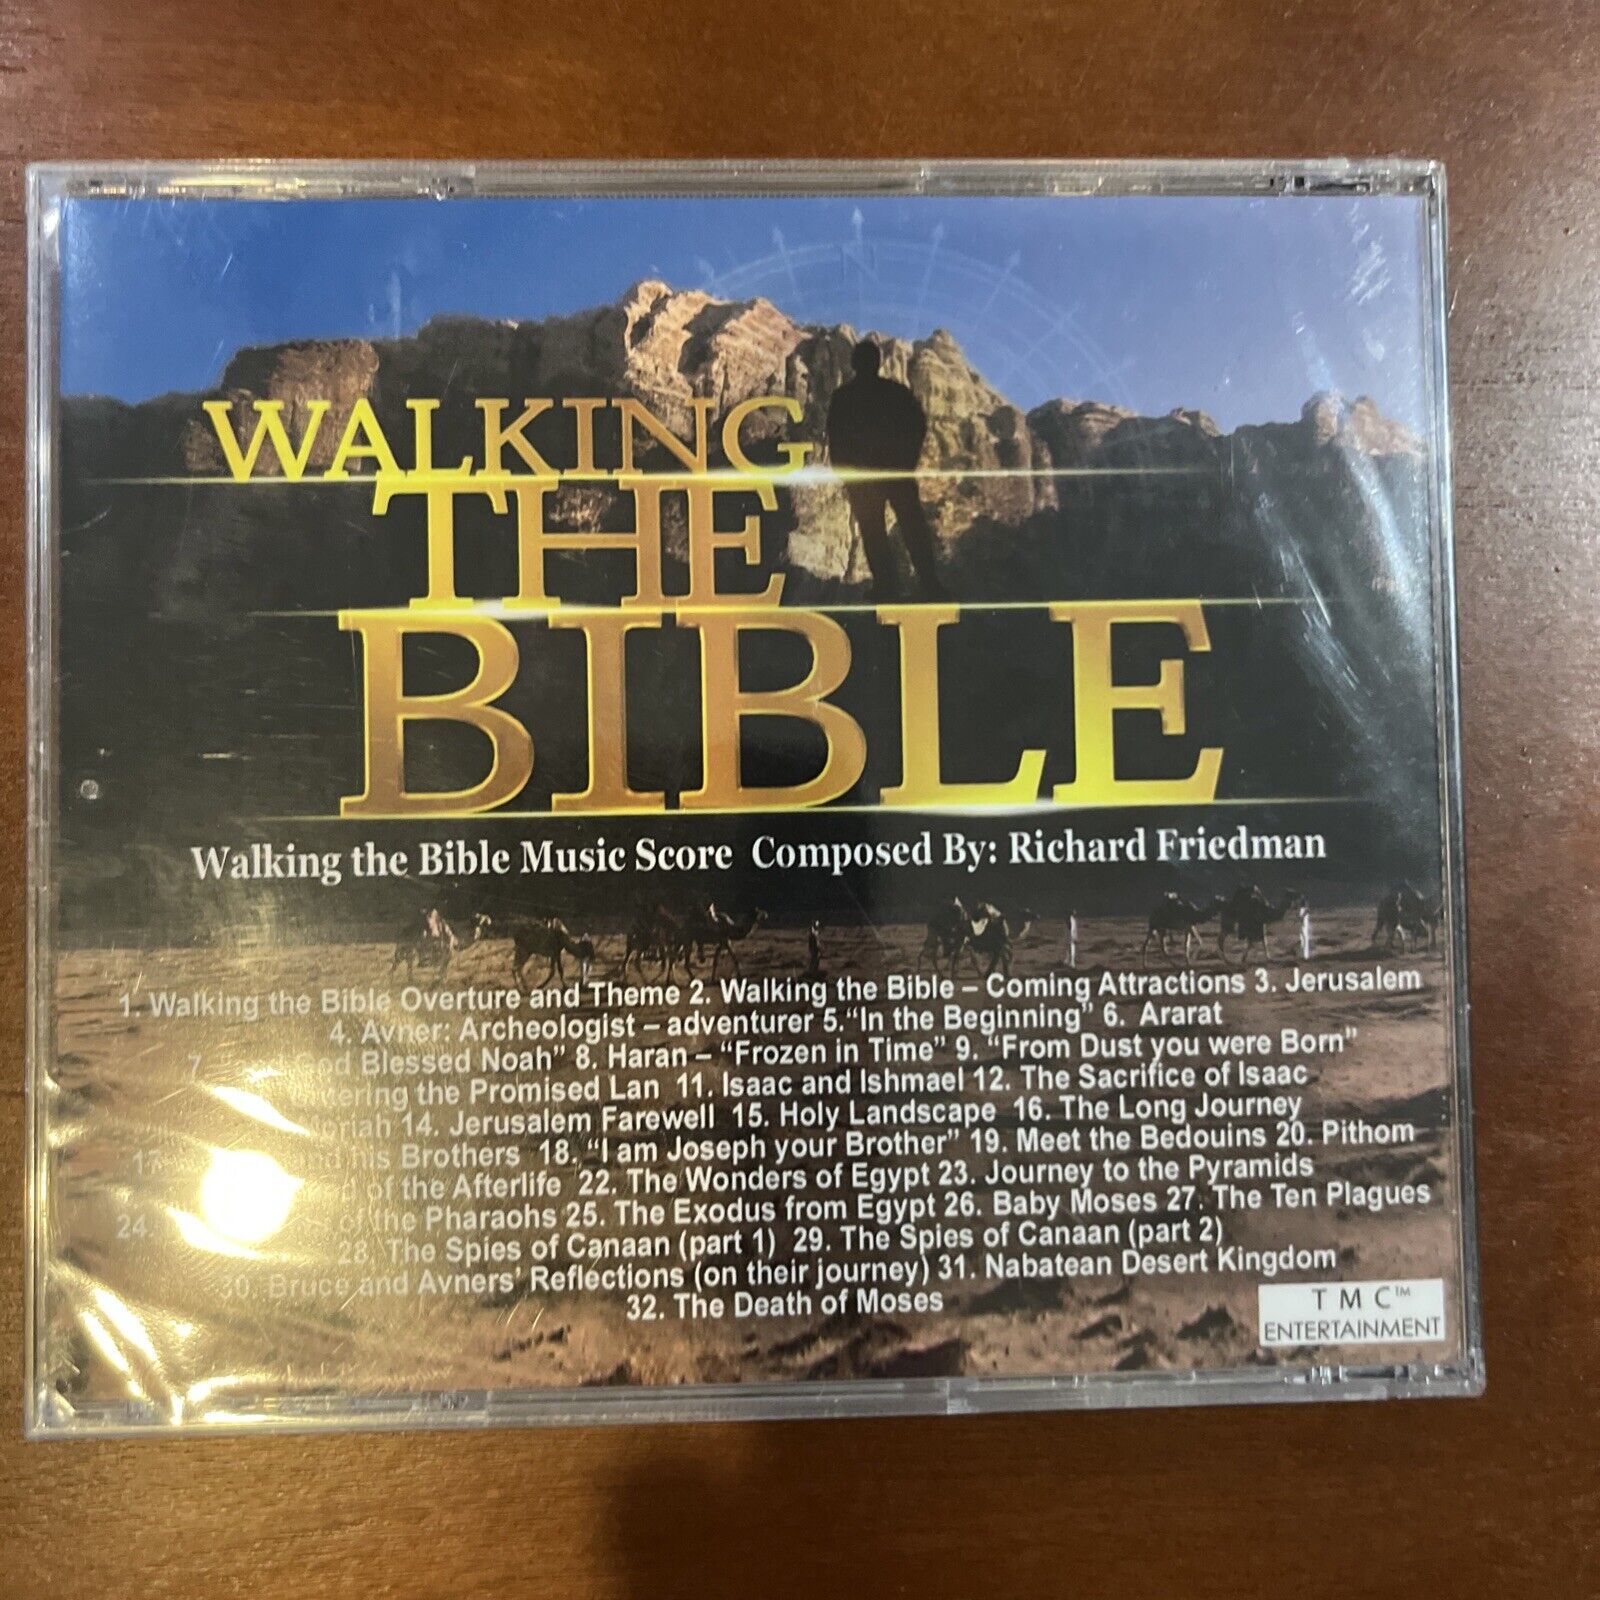 WALKING
THE
BIBLE
Walking the Bible Music Score Composed By: Richard Friedman
1. Walking the Bible Overture and Theme 2. Walking the Bible – Coming Attractions 3. Jerusalem
4. Avner: Archeologist – adventurer 5.“In the Beginning” 6. Ararat
7 Blessed Noah” 8. Haran – “Frozen in Time” 9. “From Dust you were Born”
the Promised Lan 11. Isaac and Ishmael 12. The Sacrifice of Isaac
14. Jerusalem Farewell 15. Holy Landscape 16. The Long Journey
his Brothers 18. “I am Joseph your Brother” 19. Meet the Bedouins 20. Pithom
of the Afterlife 22. The Wonders of Egypt 23. Journey to the Pyramids
24. of the Pharaohs 25. The Exodus from Egypt 26. Baby Moses 27. The Ten Plagues
28. The Spies of Canaan (part 1) 29. The Spies of Canaan (part 2)
30. Bruce and Avners’ Reflections (on their journey) 31. Nabatean Desert Kingdom
32. The Death of Moses
T M C™
ENTERTAINMENT